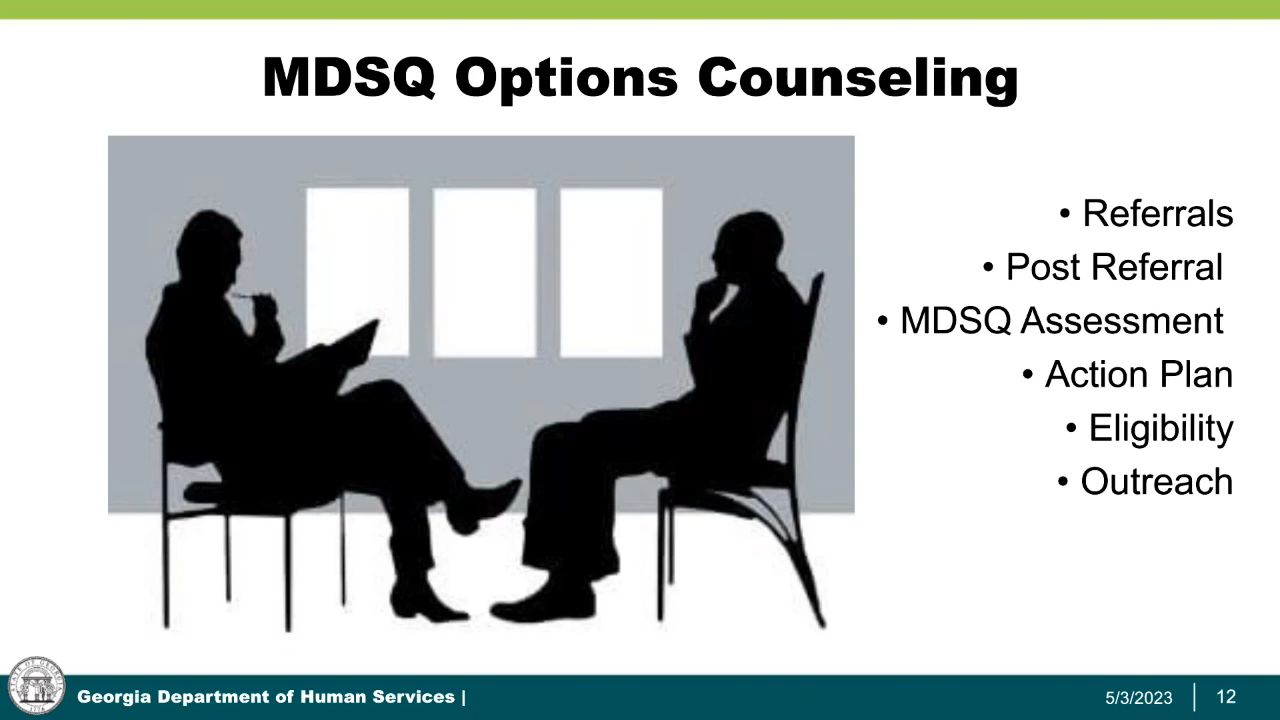 MDSQ Options Counseling
• Referrals
• Post Referral
• MDSQ Assessment
• Action Plan
• Eligibility
• Outreach
Georgia Department of Human Services |
5/3/2023
12